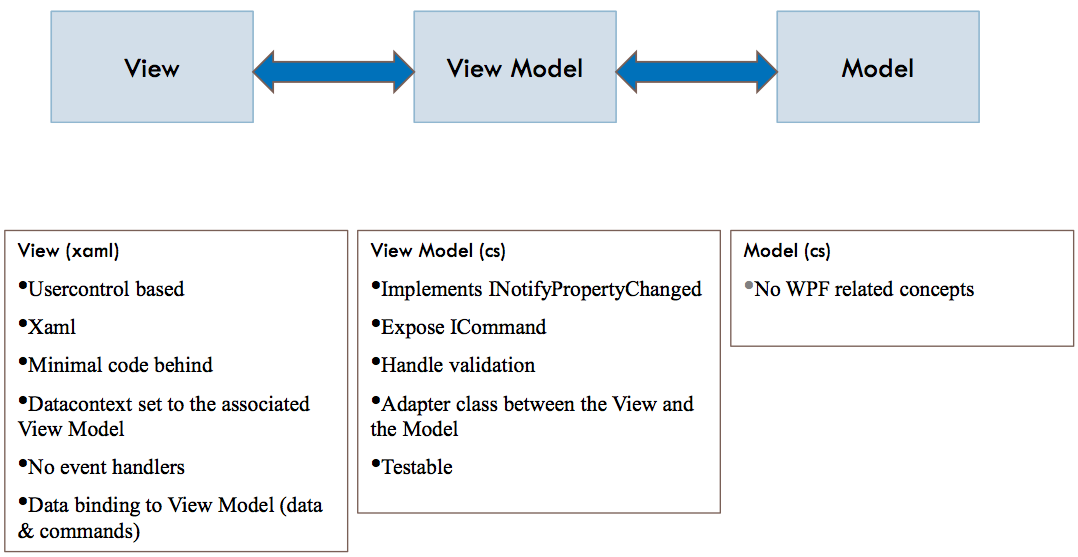 View
View Model
Model
View (xaml)
•Usercontrol based
•Xaml
•Minimal code behind
•Datacontext set to the associated
View Model
•No event handlers
•Data binding to View Model (data
& commands)
View Model (cs)
•Implements INotifyPropertyChanged
•Expose ICommand
•Handle validation
•Adapter class between the View and
the Model
•Testable
Model (cs)
•No WPF related concepts